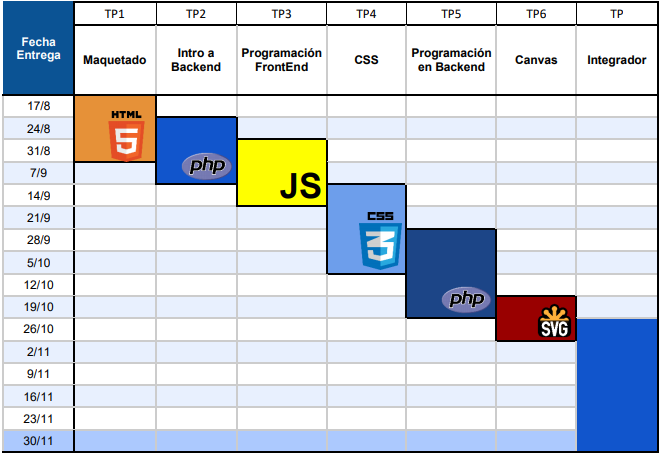 TP1 TP2 TP3 TP4 TP5 TP6 TP
Fecha
Entrega
Maquetado
Intro a
Backend
Programación
FrontEnd
CSS
Programación
en Backend
Canvas
Integrador
17/8
HTML
5
24/8
31/8
7/9
php
14/9
JS
21/9
CSS
3
28/9
5/10
12/10
19/10
php
26/10
SVG
2/11
9/11
16/11
23/11
30/11